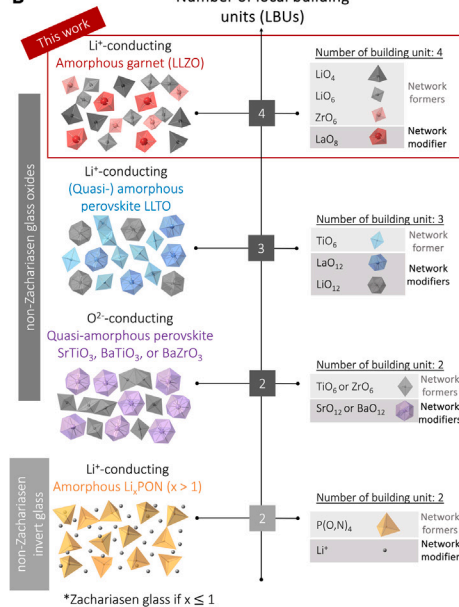 B
Number of local building
units (LBUs)
This work
Li⁺-conducting
Amorphous garnet (LLZO)
4
Number of building unit: 4
LiO₄
LiO₆
ZrO₆
Network
formers
LaO₈
Network
modifier
non-Zachariasen glass oxides
Li⁺-conducting
(Quasi-) amorphous
perovskite LLTO
3
Number of building unit: 3
TiO₆
Network
former
LaO₁₂
LiO₁₂
Network
modifiers
O²⁻-conducting
Quasi-amorphous perovskite
SrTiO₃, BaTiO₃, or BaZrO₃
2
Number of building unit: 2
TiO₆ or ZrO₆
Network
formers
SrO₁₂ or BaO₁₂
Network
modifiers
non-Zachariasen
invert glass
Li⁺-conducting
Amorphous LiₓPON (x > 1)
2
Number of building unit: 2
P(O,N)₄
Network
formers
Li⁺
Network
modifier
*Zachariasen glass if x ≤ 1